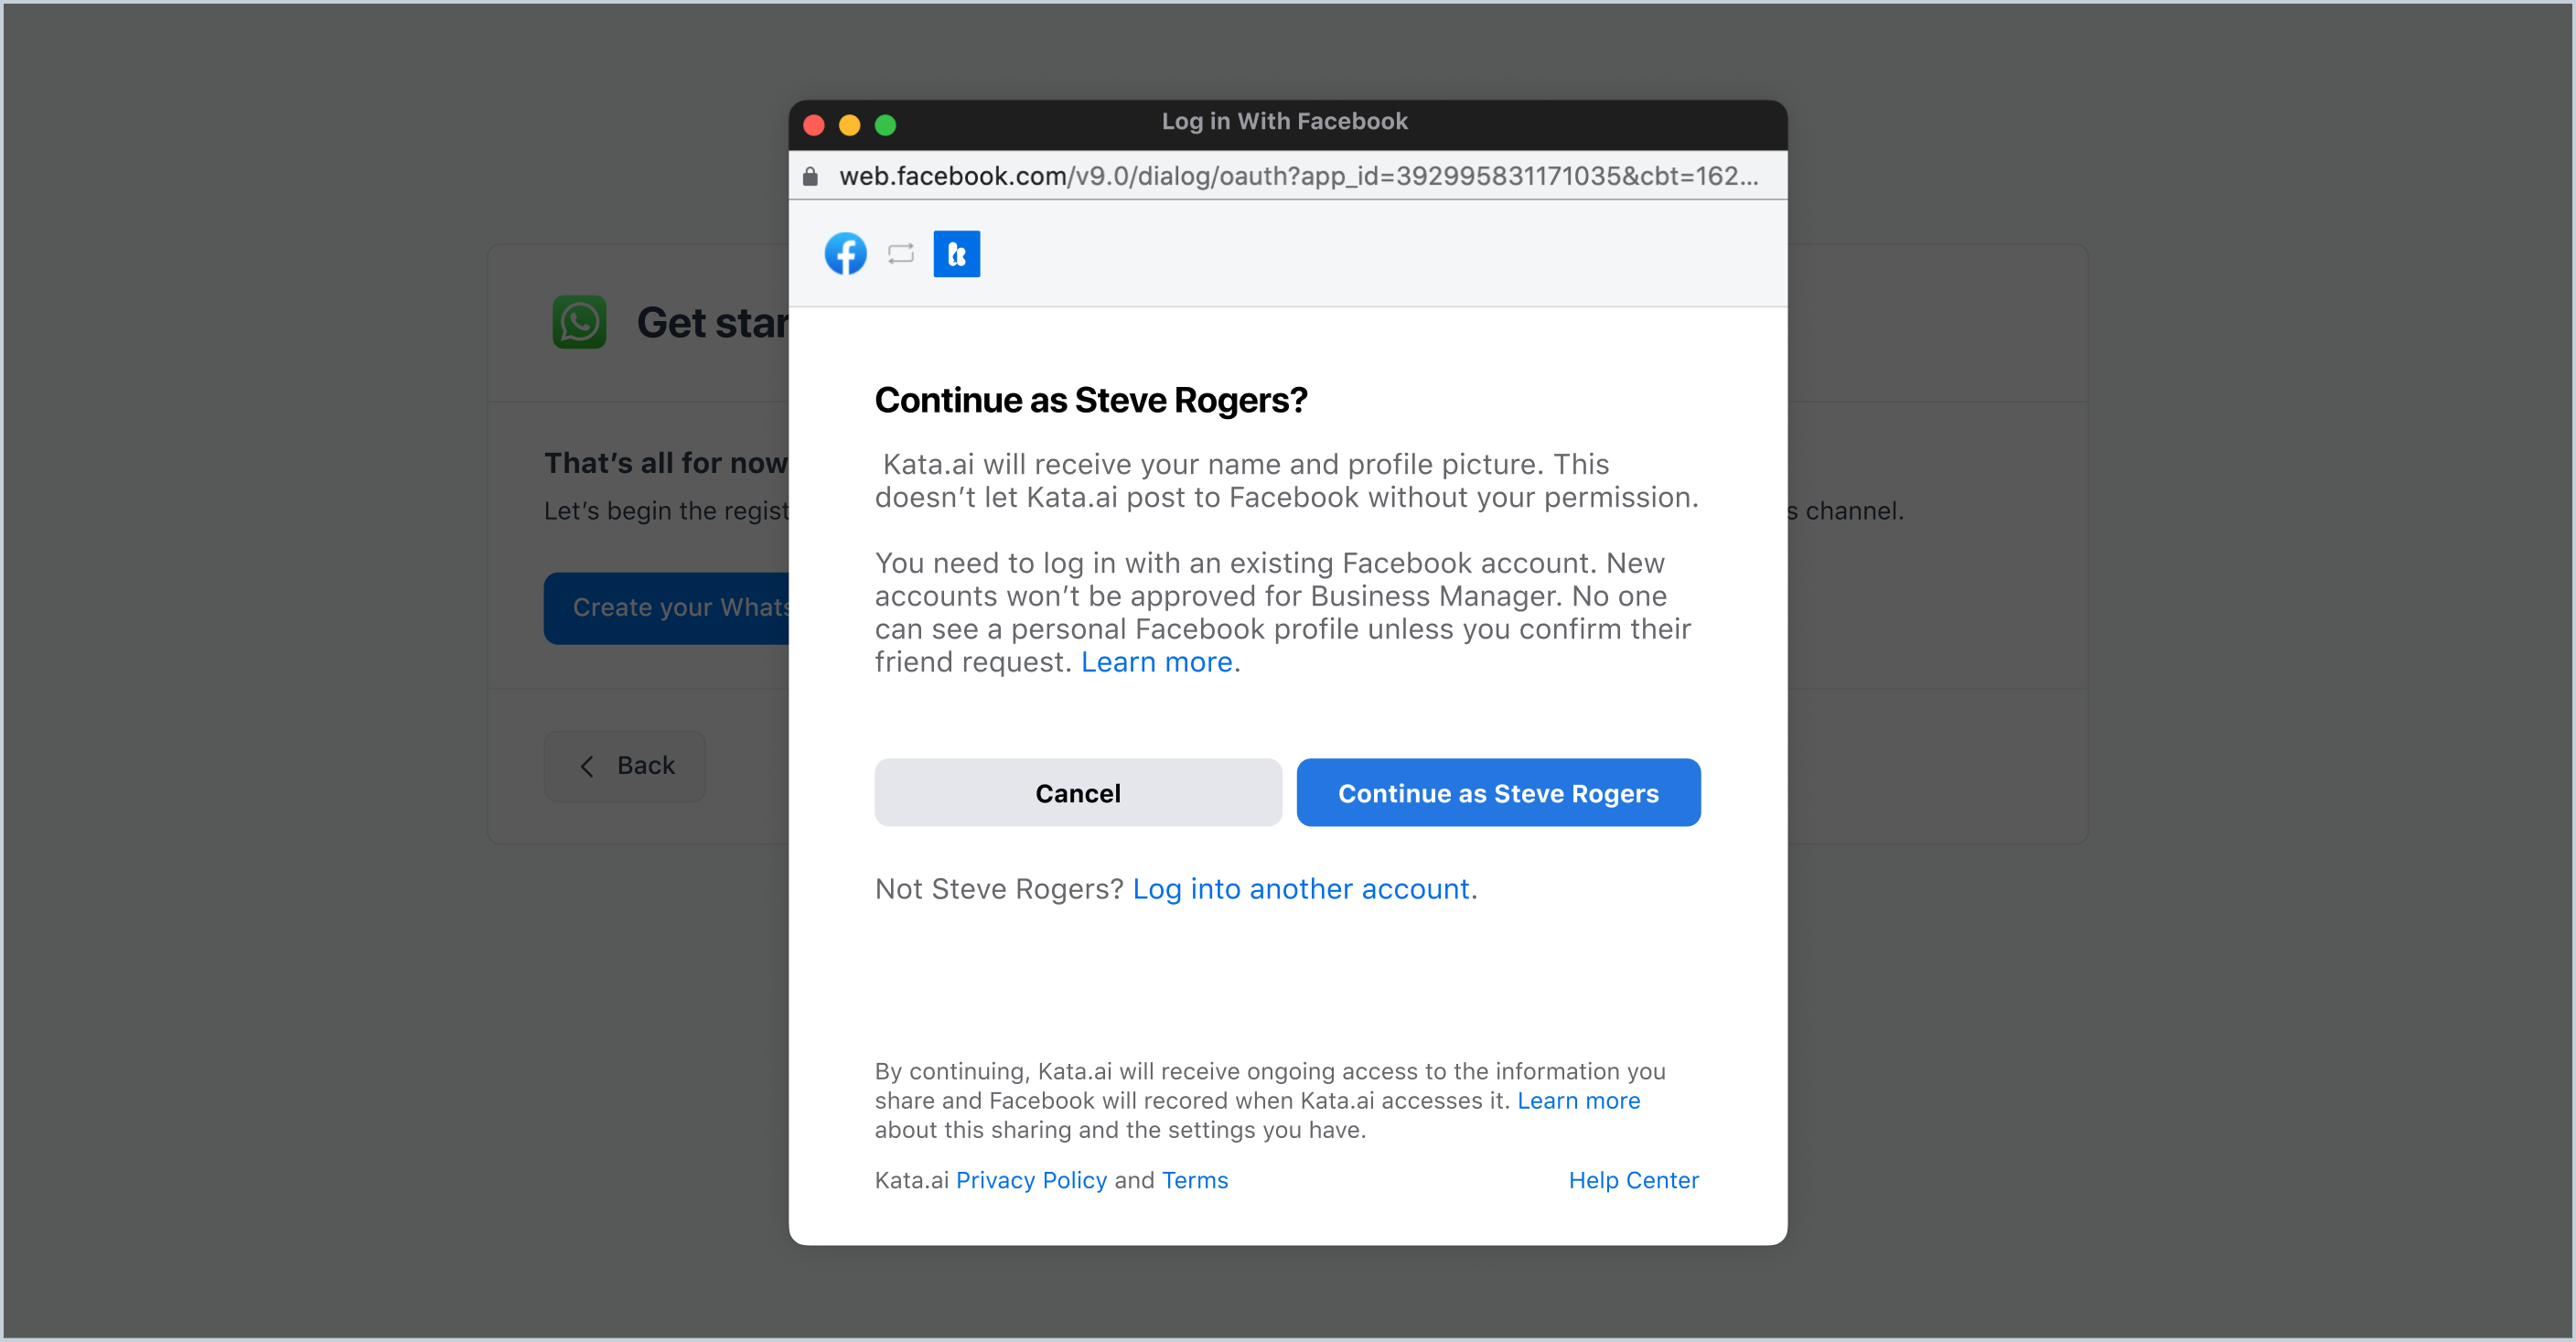 Log in With Facebook
web.facebook.com/v9.0/dialog/oauth?app_id=392995831171035&cbt=162...
Get star
Continue as Steve Rogers?
Kata.ai will receive your name and profile picture. This
doesn’t let Kata.ai post to Facebook without your permission.
That’s all for now
Let’s begin the regist
s channel.
You need to log in with an existing Facebook account. New
accounts won’t be approved for Business Manager. No one
can see a personal Facebook profile unless you confirm their
friend request. Learn more.
Create your Whats
Back
Cancel
Continue as Steve Rogers
Not Steve Rogers? Log into another account.
By continuing, Kata.ai will receive ongoing access to the information you
share and Facebook will recored when Kata.ai accesses it. Learn more
about this sharing and the settings you have.
Kata.ai Privacy Policy and Terms
Help Center